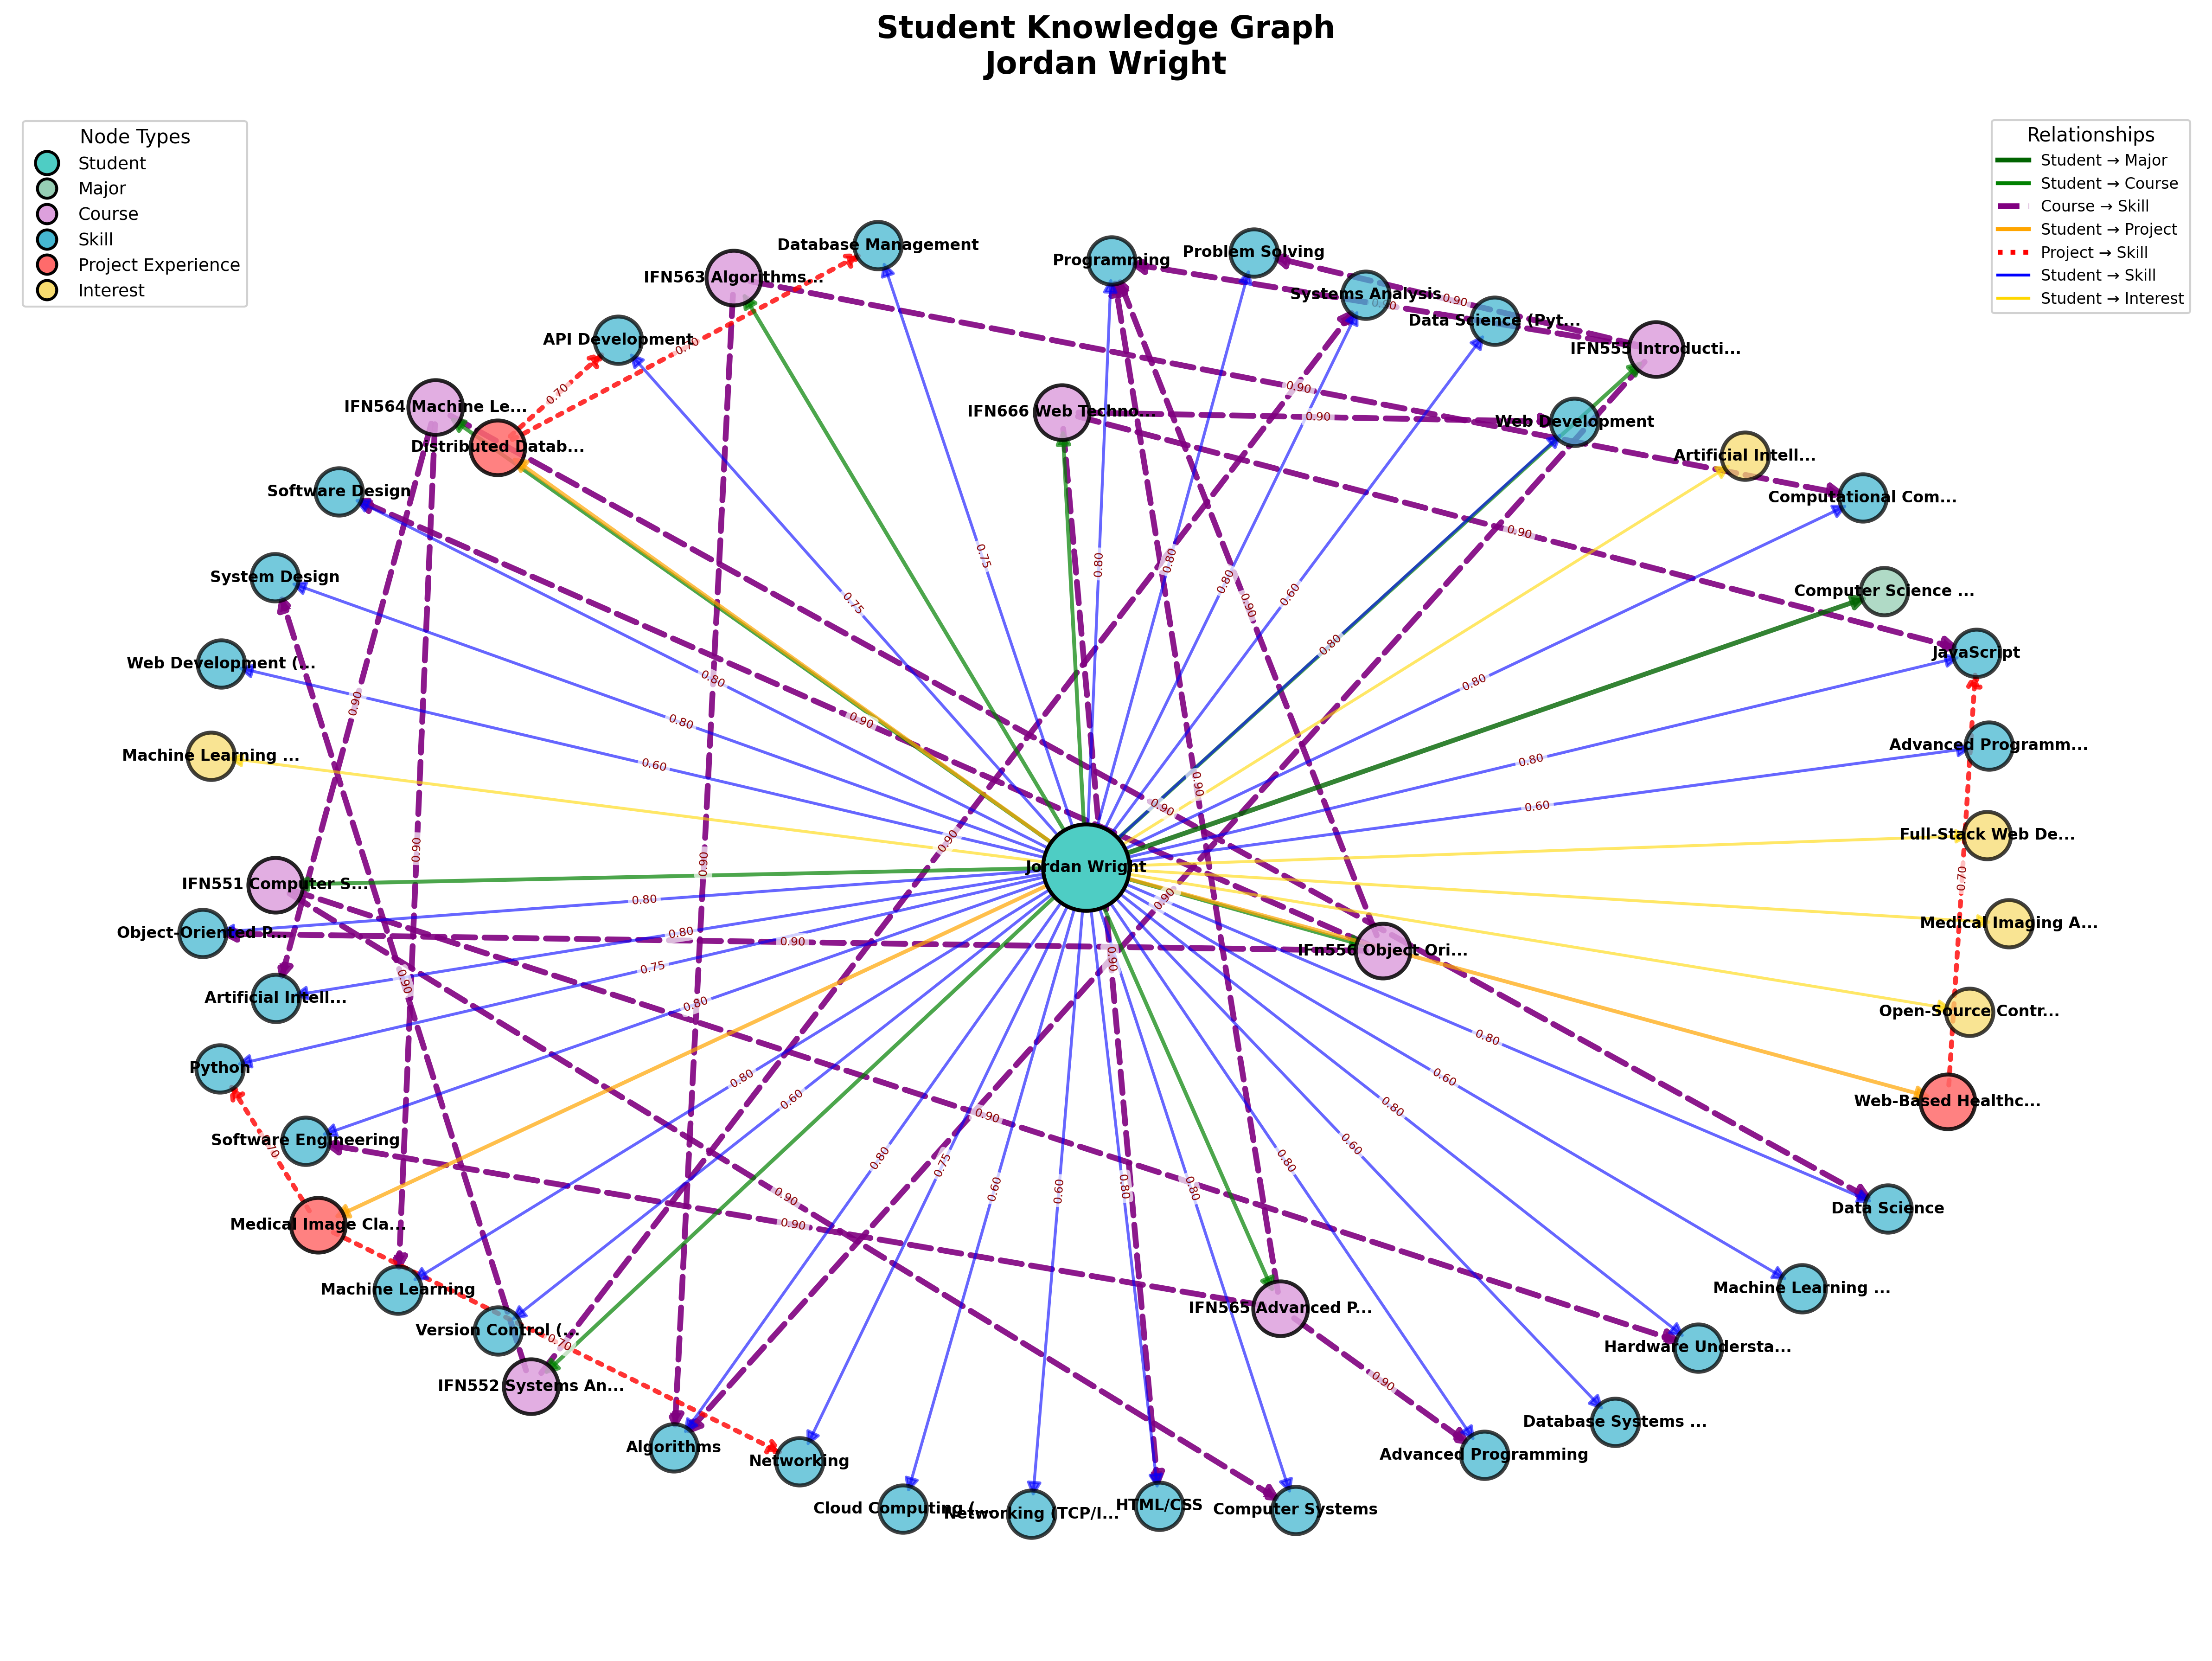 Student Knowledge Graph
Jordan Wright
Node Types
Student
Major
Course
Skill
Project Experience
Interest
Relationships
Student → Major
Student → Course
Course → Skill
Student → Project
Project → Skill
Student → Skill
Student → Interest
Database Management
IFN563 Algorithms...
Programming
Problem Solving
Systems Analysis
Data Science (Pyt...
API Development
IFN555 Introducti...
0.90
0.90
0.70
0.70
IFN564 Machine Le...
IFN666 Web Techno...
0.90
0.90
Web Development
Distributed Datab...
Artificial Intell...
Software Design
Computational Com...
0.90
0.75
0.80
0.80
0.80
0.60
0.90
0.75
System Design
Computer Science ...
0.80
JavaScript
Web Development (...
0.80
0.80
0.90
0.80
0.90
Advanced Programm...
Machine Learning ...
0.60
0.80
0.90
0.90
0.60
Full-Stack Web De...
0.90
0.90
0.90
Jordan Wright
0.70
IFN551 Computer S...
0.80
0.90
Medical Imaging A...
Object-Oriented P...
0.80
0.90
IFn556 Object Ori...
0.90
0.75
0.90
Artificial Intell...
0.80
Open-Source Contr...
0.80
Python
0.80
0.60
0.60
Web-Based Healthc...
0.90
0.80
Software Engineering
0.70
0.80
0.75
0.60
0.60
0.80
0.80
0.80
0.60
0.90
Data Science
Medical Image Cla...
0.90
Machine Learning
IFN565 Advanced P...
Machine Learning ...
Version Control (...
0.70
Hardware Understa...
IFN552 Systems An...
0.90
Database Systems ...
Algorithms
Networking
Advanced Programming
Cloud Computing (...
Networking (TCP/I...
HTML/CSS
Computer Systems